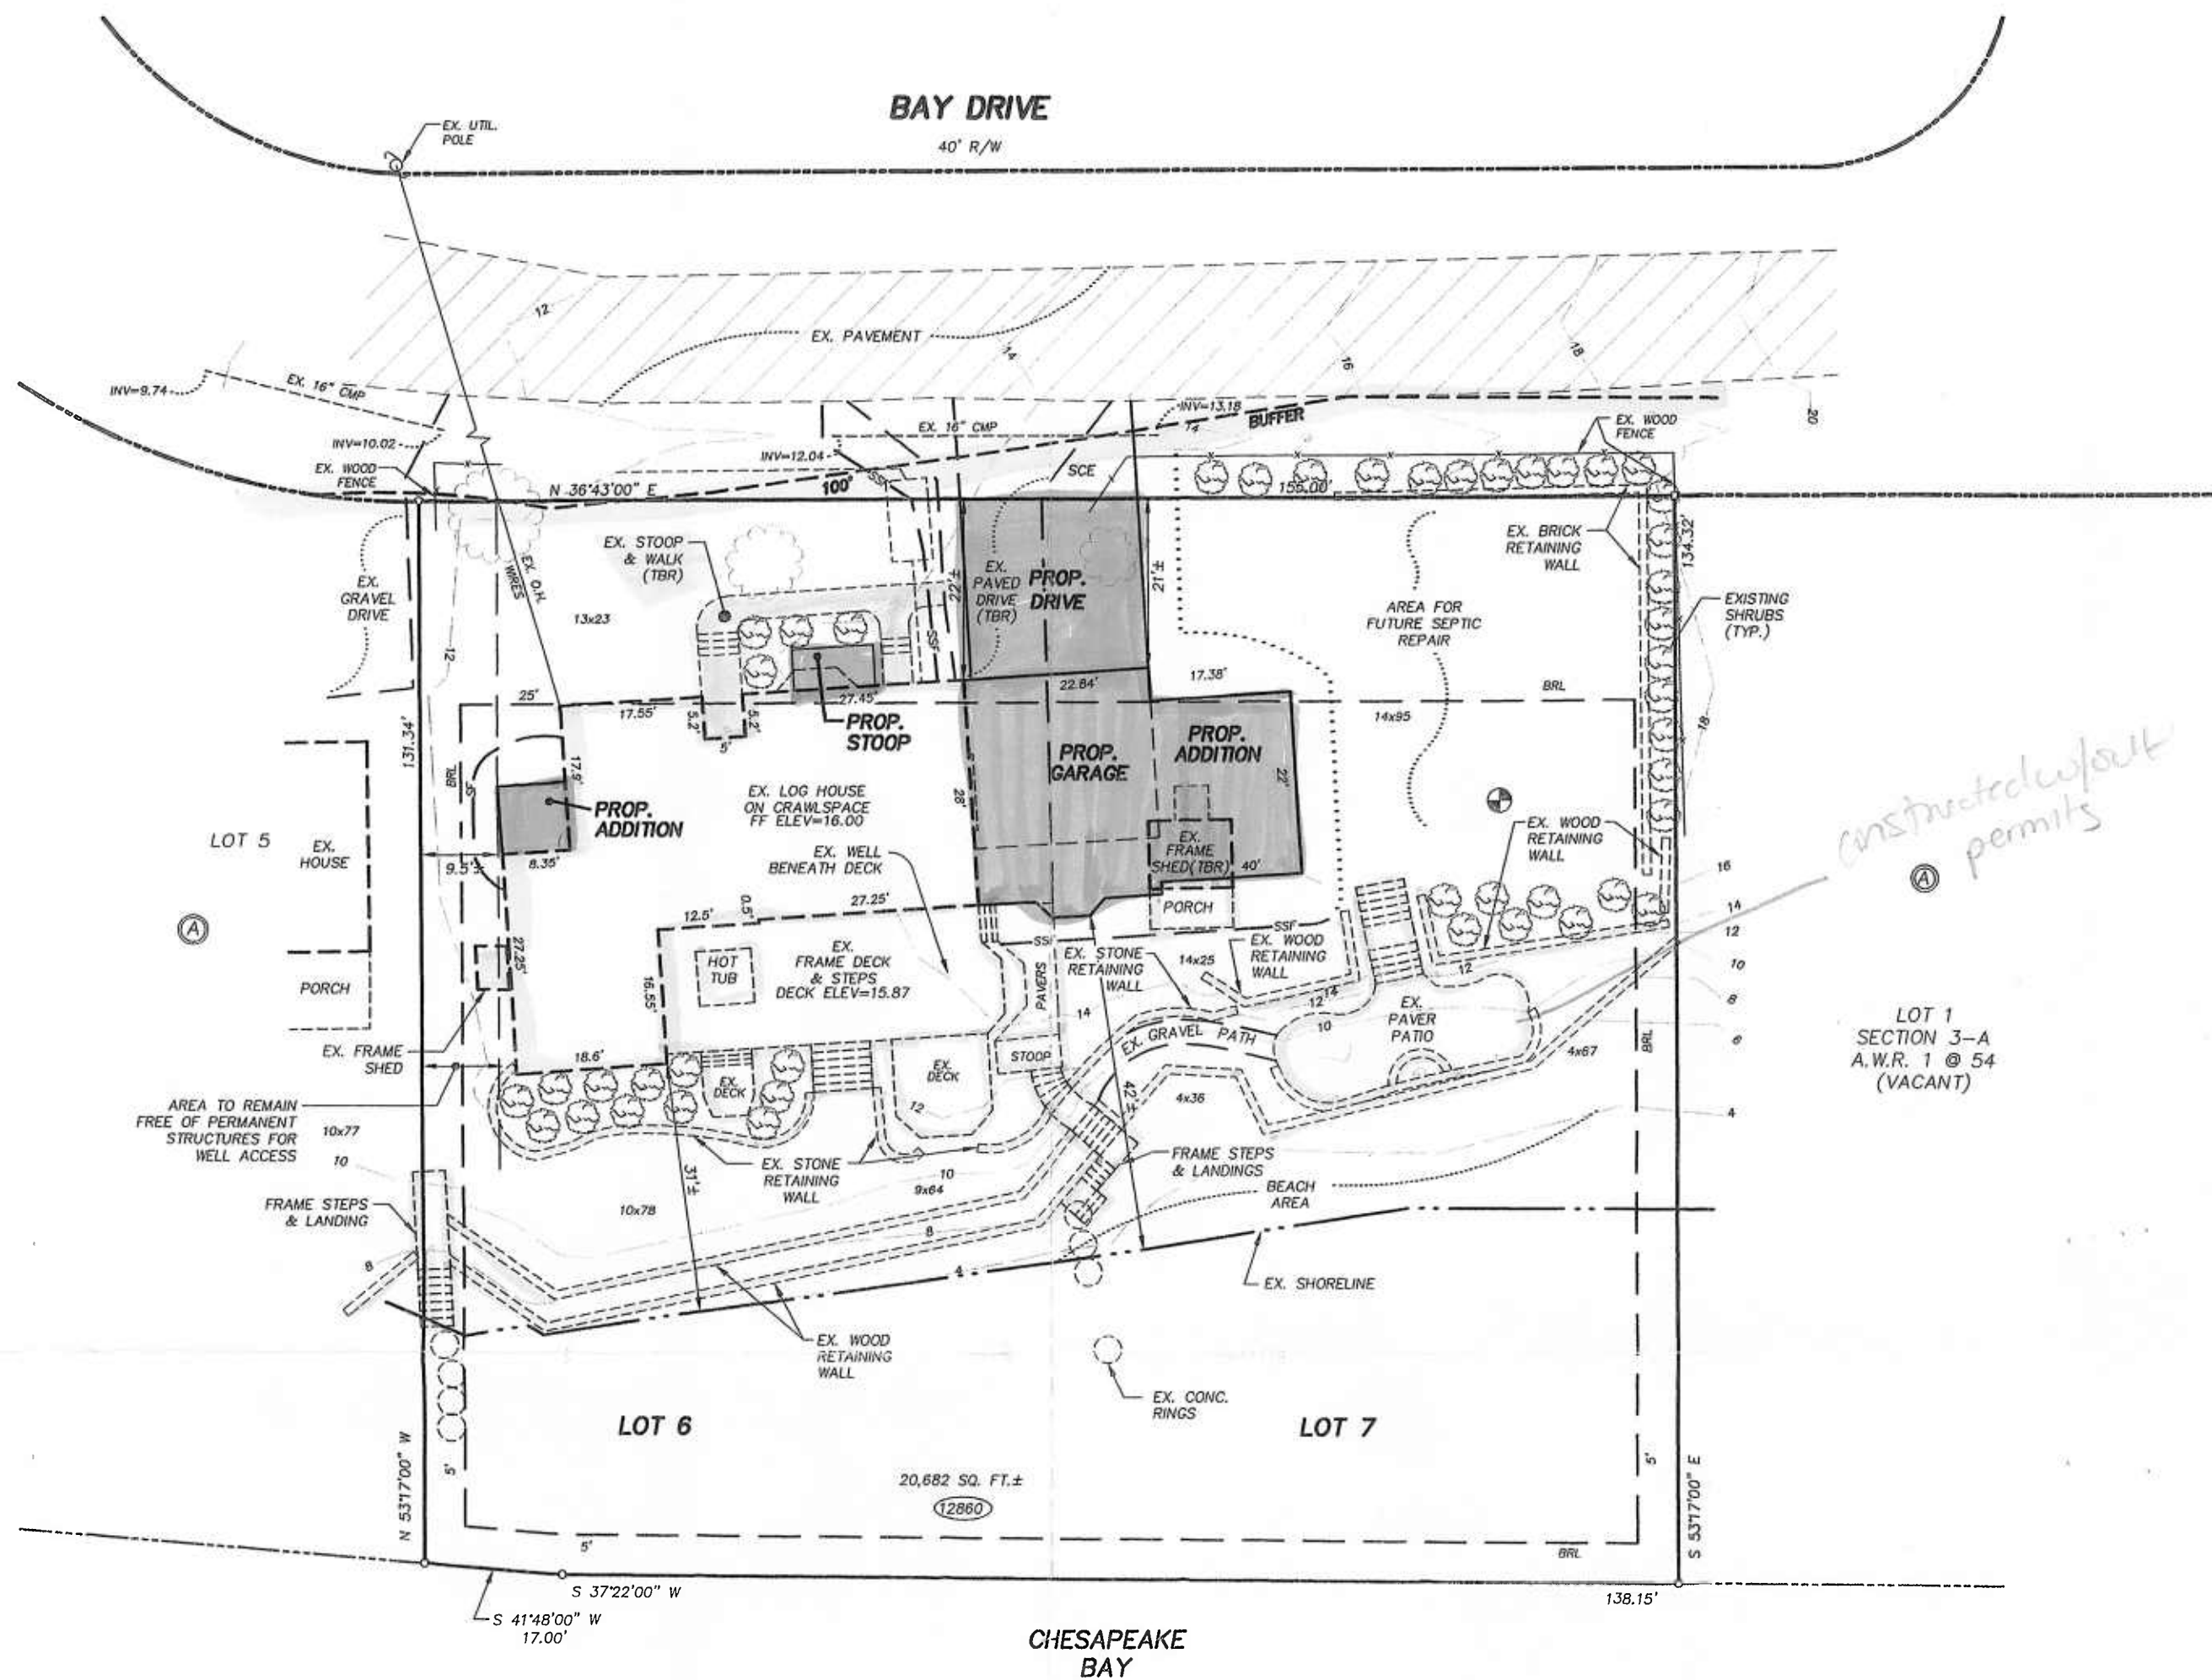 BAY DRIVE
40' R/W
EX. UTIL.
POLE
12
EX. PAVEMENT
14
16
18
20
INV=9.74
EX. 16" CMP
INV=10.02
INV=13.18
BUFFER
14
EX. 16" CMP
EX. WOOD
FENCE
INV=12.04
SSF
SCE
EX. WOOD
FENCE
N 36°43'00" E
100'
155.00'
EX.
GRAVEL
DRIVE
12
EX. O.H.
WIRES
EX. STOOP
& WALK
(TBR)
13x23
SSF
22'±
EX.
PAVED
DRIVE
(TBR)
PROP.
DRIVE
21'±
AREA FOR
FUTURE SEPTIC
REPAIR
EX. BRICK
RETAINING
WALL
134.32'
EXISTING
SHRUBS
(TYP.)
18
25'
17.55'
5.2'
5'
5.2'
27.45'
PROP.
STOOP
22.84'
17.38'
BRL
14x95
131.34'
BRL
17.9'
PROP.
ADDITION
8.35'
9.5'±
EX. LOG HOUSE
ON CRAWLSPACE
FF ELEV=16.00
28'
PROP.
GARAGE
PROP.
ADDITION
22'
EX.
FRAME
SHED(TBR)
40'
PORCH
LOT 5
EX.
HOUSE
A
PORCH
EX. WELL
BENEATH DECK
EX. WOOD
RETAINING
WALL
constructed w/out
permits
A
16
14
12
10
8
6
4
12.5'
0.5'
27.25'
27.25'
HOT
TUB
EX.
FRAME DECK
& STEPS
DECK ELEV=15.87
16.55'
18.6'
SSF
SSF
PAVERS
EX. STONE
RETAINING
WALL
14x25
EX. WOOD
RETAINING
WALL
14
12
14
12
10
EX.
PAVER
PATIO
4x67
BRL
LOT 1
SECTION 3-A
A.W.R. 1 @ 54
(VACANT)
EX. GRAVEL PATH
STOOP
EX. FRAME
SHED
EX.
DECK
EX.
DECK
12
42'±
4x36
AREA TO REMAIN
FREE OF PERMANENT
STRUCTURES FOR
WELL ACCESS
10x77
10
EX. STONE
RETAINING
WALL
31'±
10
9x64
FRAME STEPS
& LANDINGS
BEACH
AREA
FRAME STEPS
& LANDING
10x78
8
8
4
EX. SHORELINE
EX. WOOD
RETAINING
WALL
EX. CONC.
RINGS
LOT 6
LOT 7
20,682 SQ. FT.±
12860
N 53°17'00" W
5'
5'
S 53°17'00" E
5'
BRL
S 37°22'00" W
138.15'
S 41°48'00" W
17.00'
CHESAPEAKE
BAY